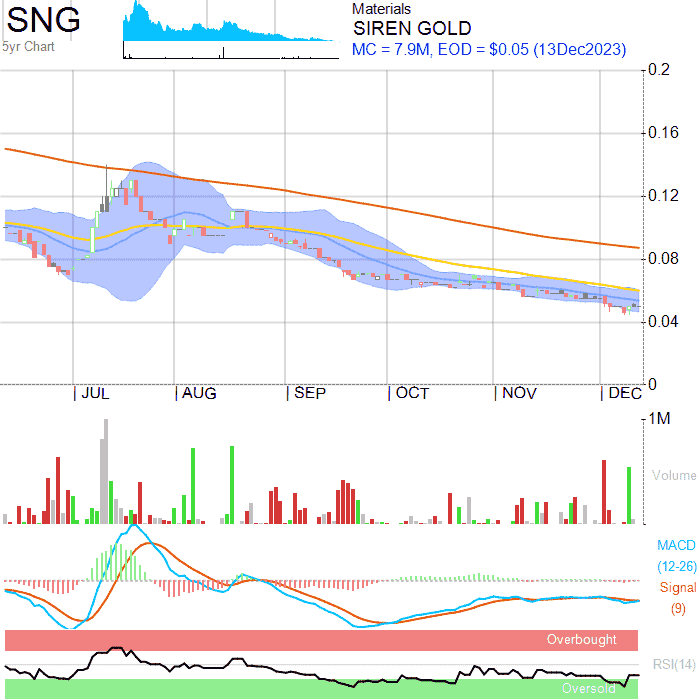 SNG
5yr Chart
Materials
SIREN GOLD
MC = 7.9M, EOD = $0.05 (13Dec2023)
0.2
0.16
0.12
0.08
0.04
0
JUL AUG SEP OCT NOV DEC
1M
Volume
MACD
(12-26)
Signal
(9)
Overbought
RSI(14)
Oversold